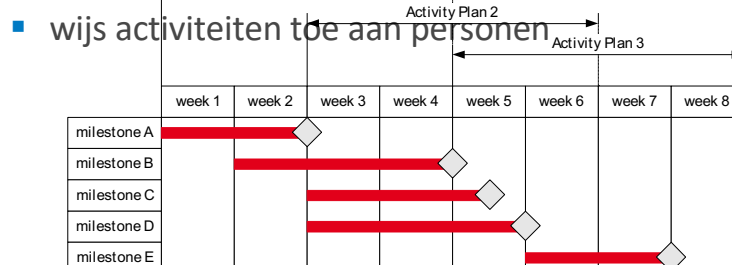 Activity Plan 2
wijs activiteiten toe aan personen
Activity Plan 3
week 1 week 2 week 3 week 4 week 5 week 6 week 7 week 8
milestone A
milestone B
milestone C
milestone D
milestone E